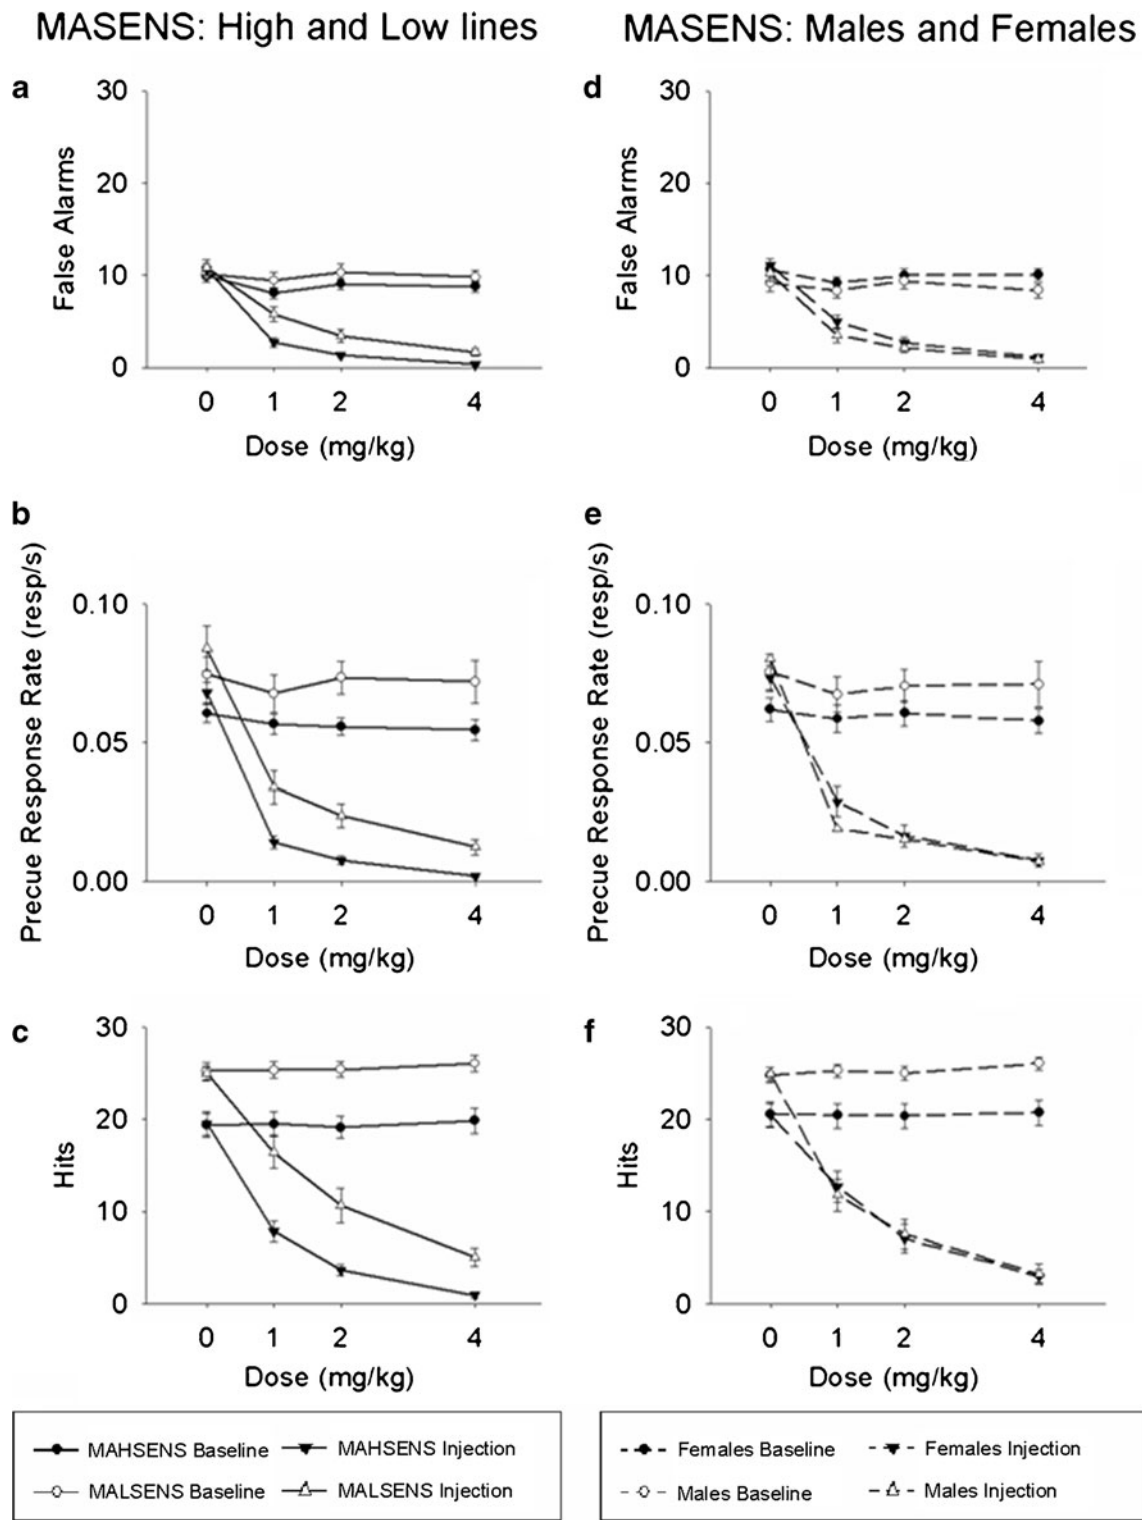 MASENS: High and Low lines
MASENS: Males and Females
a
False Alarms
30
20
10
0
0 1 2 4
Dose (mg/kg)
d
False Alarms
30
20
10
0
0 1 2 4
Dose (mg/kg)
b
Precue Response Rate (resp/s)
0.10
0.05
0.00
0 1 2 4
Dose (mg/kg)
e
Precue Response Rate (resp/s)
0.10
0.05
0.00
0 1 2 4
Dose (mg/kg)
c
Hits
30
20
10
0
0 1 2 4
Dose (mg/kg)
f
Hits
30
20
10
0
0 1 2 4
Dose (mg/kg)
MAHSENS Baseline MAHSENS Injection
MALSENS Baseline MALSENS Injection
Females Baseline Females Injection
Males Baseline Males Injection